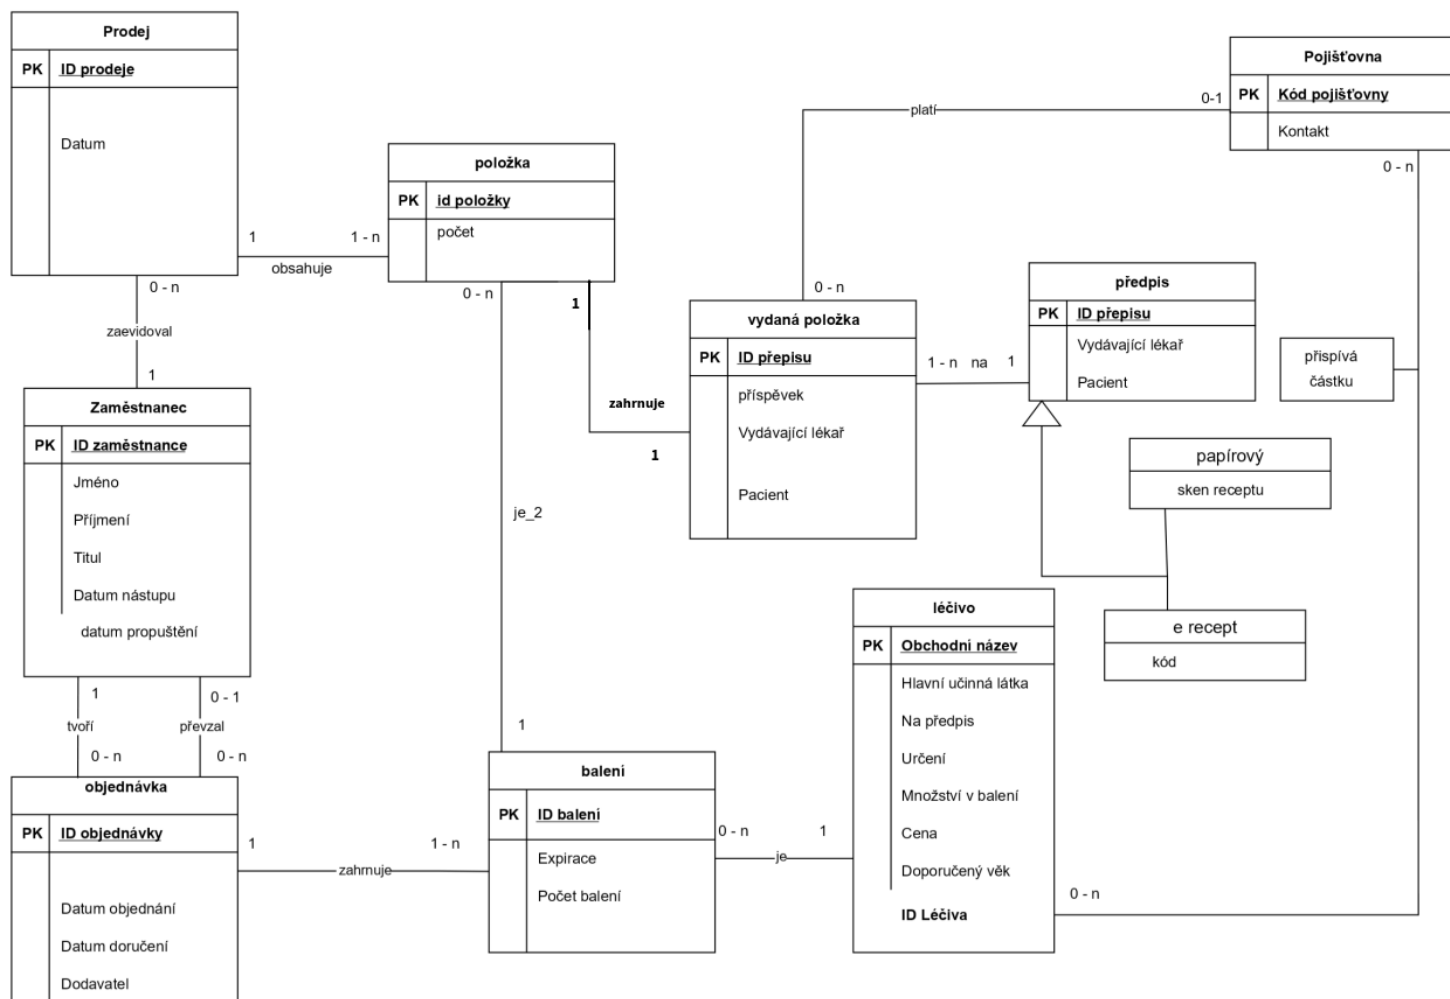 Prodej
PK ID prodeje
Datum
Pojišťovna
PK Kód pojišťovny
Kontakt
0-1
platí
0 - n
položka
PK id položky
počet
1
1 - n
obsahuje
0 - n
0 - n
1
0 - n
zaevidoval
1
předpis
PK ID přepisu
Vydávající lékař
Pacient
vydaná položka
PK ID přepisu
příspěvek
Vydávající lékař
Pacient
1 - n na 1
přispívá
částku
zahrnuje
1
Zaměstnanec
PK ID zaměstnance
Jméno
Příjmení
Titul
Datum nástupu
datum propuštění
papírový
sken receptu
je_2
e recept
kód
léčivo
PK Obchodní název
Hlavní učinná látka
Na předpis
Určení
Množství v balení
Cena
Doporučený věk
ID Léčiva
1
0 - 1
tvoří
převzal
0 - n
0 - n
1
objednávka
PK ID objednávky
Datum objednání
Datum doručení
Dodavatel
1
1 - n
zahrnuje
balení
PK ID balení
Expirace
Počet balení
0 - n
1
je
0 - n